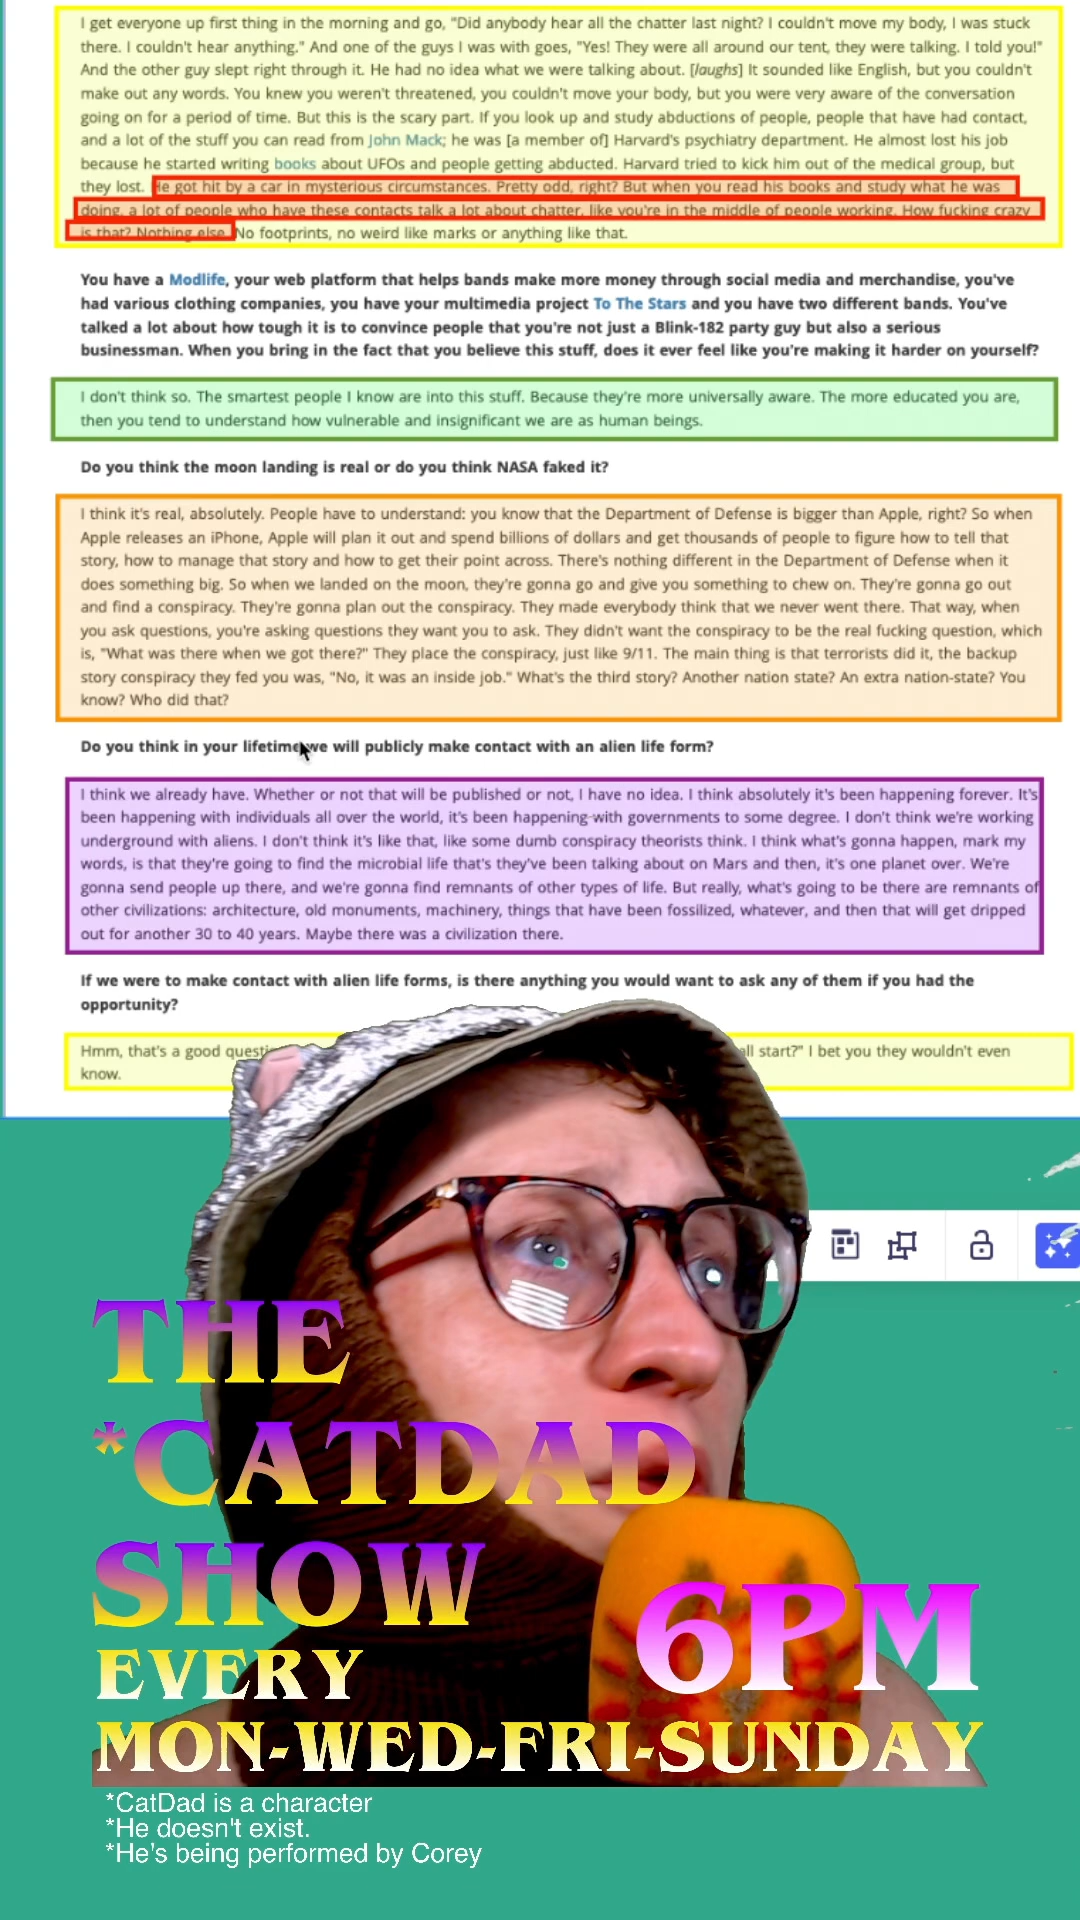 I get everyone up first thing in the morning and go, "Did anybody hear all the chatter last night? I couldn't move my body, I was stuck
there. I couldn't hear anything." And one of the guys I was with goes, "Yes! They were all around our tent, they were talking. I told you!"
And the other guy slept right through it. He had no idea what we were talking about. [laughs] It sounded like English, but you couldn't
make out any words. You knew you weren't threatened, you couldn't move your body, but you were very aware of the conversation
going on for a period of time. But this is the scary part. If you look up and study abductions of people, people that have had contact,
and a lot of the stuff you can read from John Mack; he was [a member of] Harvard's psychiatry department. He almost lost his job
because he started writing books about UFOs and people getting abducted. Harvard tried to kick him out of the medical group, but
they lost. He got hit by a car in mysterious circumstances. Pretty odd, right? But when you read his books and study what he was
doing, a lot of people who have these contacts talk a lot about chatter, like you're in the middle of people working. How fucking crazy
is that? Nothing else. No footprints, no weird like marks or anything like that.
You have a Modlife, your web platform that helps bands make more money through social media and merchandise, you've
had various clothing companies, you have your multimedia project To The Stars and you have two different bands. You've
talked a lot about how tough it is to convince people that you're not just a Blink-182 party guy but also a serious
businessman. When you bring in the fact that you believe this stuff, does it ever feel like you're making it harder on yourself?
I don't think so. The smartest people I know are into this stuff. Because they're more universally aware. The more educated you are,
then you tend to understand how vulnerable and insignificant we are as human beings.
Do you think the moon landing is real or do you think NASA faked it?
I think it's real, absolutely. People have to understand: you know that the Department of Defense is bigger than Apple, right? So when
Apple releases an iPhone, Apple will plan it out and spend billions of dollars and get thousands of people to figure how to tell that
story, how to manage that story and how to get their point across. There's nothing different in the Department of Defense when it
does something big. So when we landed on the moon, they're gonna go and give you something to chew on. They're gonna go out
and find a conspiracy. They're gonna plan out the conspiracy. They made everybody think that we never went there. That way, when
you ask questions, you're asking questions they want you to ask. They didn't want the conspiracy to be the real fucking question, which
is, "What was there when we got there?" They place the conspiracy, just like 9/11. The main thing is that terrorists did it, the backup
story conspiracy they fed you was, "No, it was an inside job." What's the third story? Another nation state? An extra nation-state? You
know? Who did that?
Do you think in your lifetime we will publicly make contact with an alien life form?
I think we already have. Whether or not that will be published or not, I have no idea. I think absolutely it's been happening forever. It's
been happening with individuals all over the world, it's been happening-with governments to some degree. I don't think we're working
underground with aliens. I don't think it's like that, like some dumb conspiracy theorists think. I think what's gonna happen, mark my
words, is that they're going to find the microbial life that's they've been talking about on Mars and then, it's one planet over. We're
gonna send people up there, and we're gonna find remnants of other types of life. But really, what's going to be there are remnants of
other civilizations: architecture, old monuments, machinery, things that have been fossilized, whatever, and then that will get dripped
out for another 30 to 40 years. Maybe there was a civilization there.
If we were to make contact with alien life forms, is there anything you would want to ask any of them if you had the
opportunity?
Hmm, that's a good start?" I bet you they wouldn't even
know.
THE
*CATDAD
SHOW
6PM
EVERY
MON-WED-FRI-SUNDAY
*CatDad is a character
*He doesn't exist.
*He's being performed by Corey